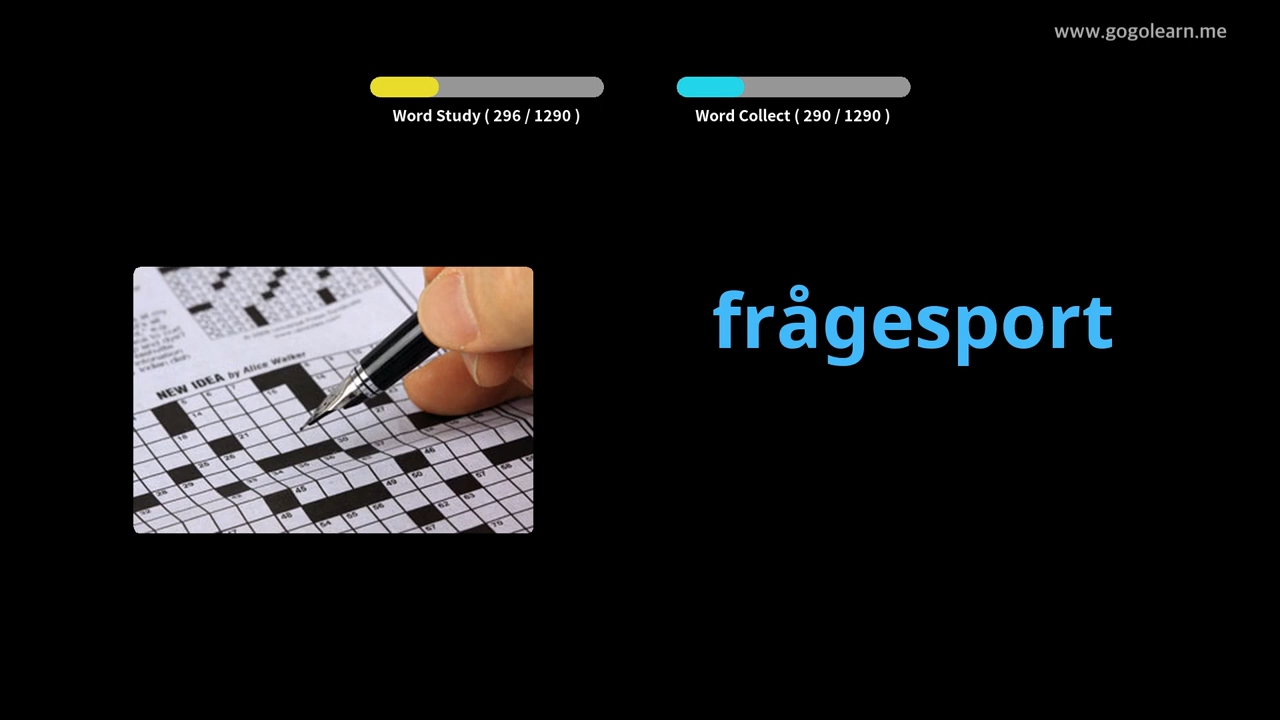 www.gogolearn.me
Word Study ( 296 / 1290 )
Word Collect ( 290 / 1290 )
frågesport
NEW IDEA by Alice Walker